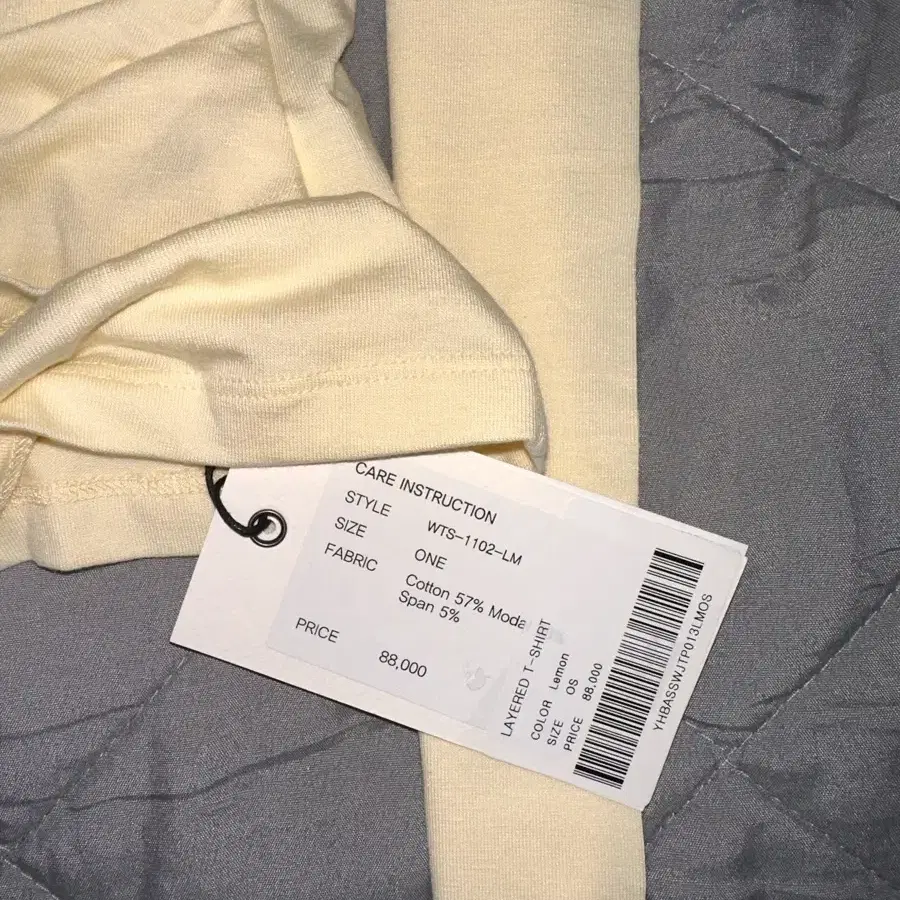 CARE INSTRUCTION
STYLE WTS-1102-LM
SIZE ONE
FABRIC Cotton 57% Moda
Span 5%
PRICE 88,000
LAYERED T-SHIRT
COLOR Lemon
SIZE OS
PRICE 88,000
YHBASSWJTP013LMOS